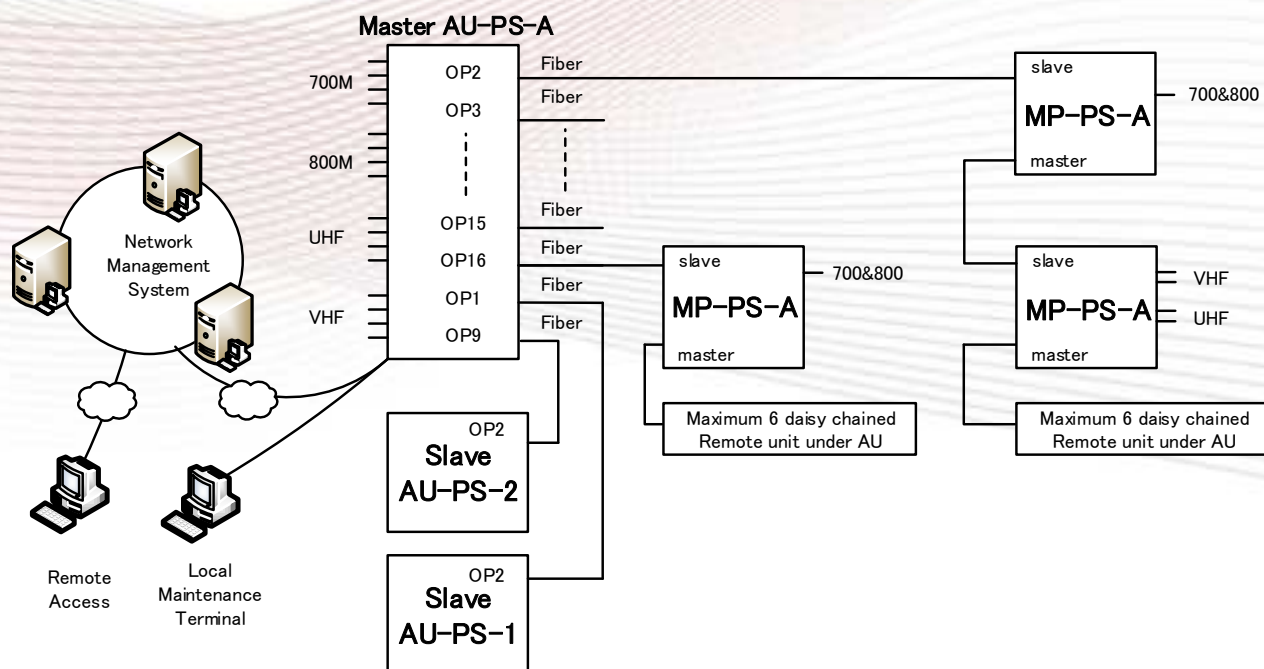 Master AU-PS-A
700M
800M
UHF
VHF
OP2
OP3
OP15
OP16
OP1
OP9
Fiber
Fiber
Fiber
Fiber
Fiber
Fiber
slave
MP-PS-A
master
700&800
slave
MP-PS-A
master
700&800
slave
MP-PS-A
master
VHF
UHF
Maximum 6 daisy chained
Remote unit under AU
Maximum 6 daisy chained
Remote unit under AU
Network
Management
System
OP2
Slave
AU-PS-2
OP2
Slave
AU-PS-1
Remote
Access
Local
Maintenance
Terminal